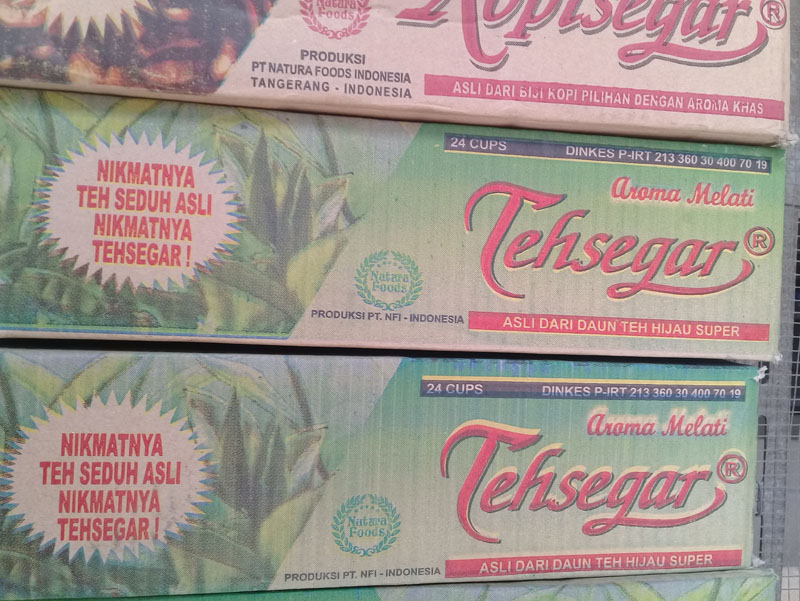 Natura
Foods
Kopisegar®
PRODUKSI
PT NATURA FOODS INDONESIA
TANGERANG - INDONESIA
ASLI DARI BIJI KOPI PILIHAN DENGAN AROMA KHAS
24 CUPS DINKES P-IRT 213 360 30 400 70 19
NIKMATNYA
TEH SEDUH ASLI
NIKMATNYA
TEHSEGAR !
Aroma Melati
Tehsegar®
Natara
Foods
PRODUKSI PT. NFI - INDONESIA
ASLI DARI DAUN TEH HIJAU SUPER
24 CUPS DINKES P-IRT 213 360 30 400 70 19
NIKMATNYA
TEH SEDUH ASLI
NIKMATNYA
TEHSEGAR !
Aroma Melati
Tehsegar®
Natara
Foods
PRODUKSI PT. NFI - INDONESIA
ASLI DARI DAUN TEH HIJAU SUPER